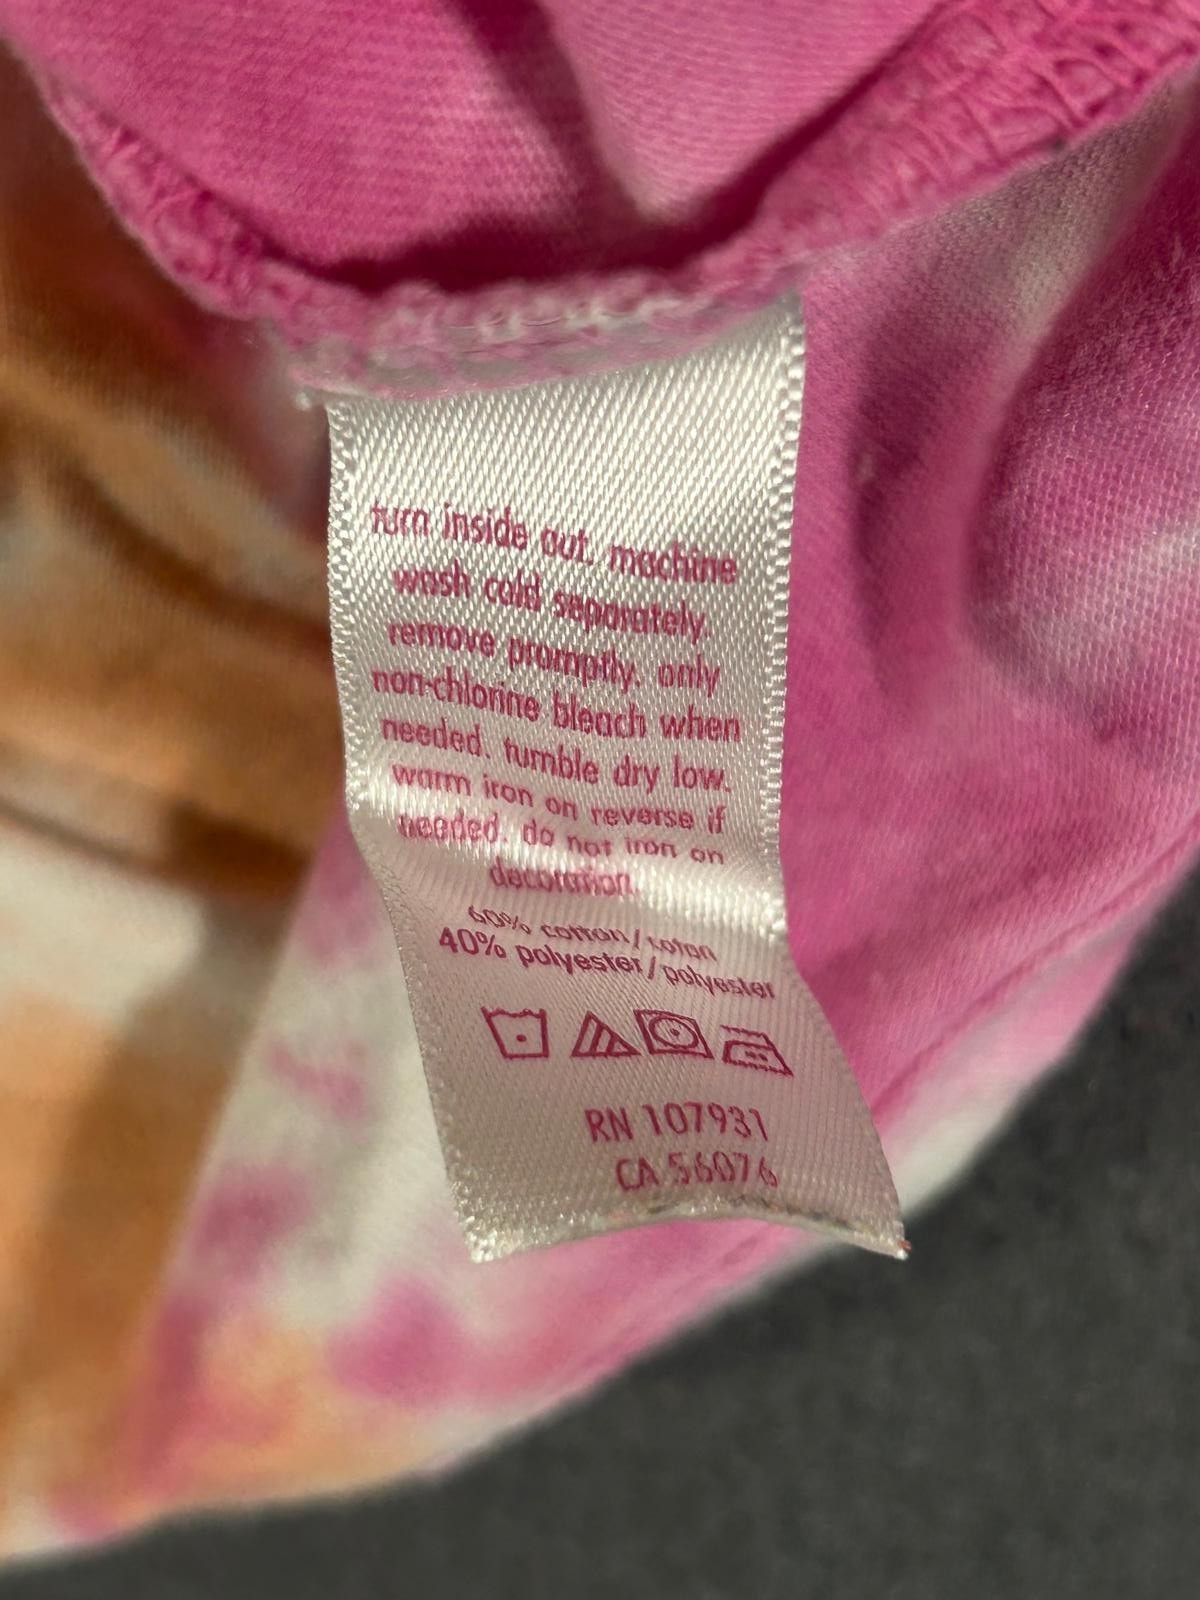 turn inside out. machine
wash cold separately.
remove promptly. only
non-chlorine bleach when
needed. tumble dry low.
warm iron on reverse if
needed. do not iron on
decoration.
60% cotton/coton
40% polyester/polyester
RN 107931
CA 56076